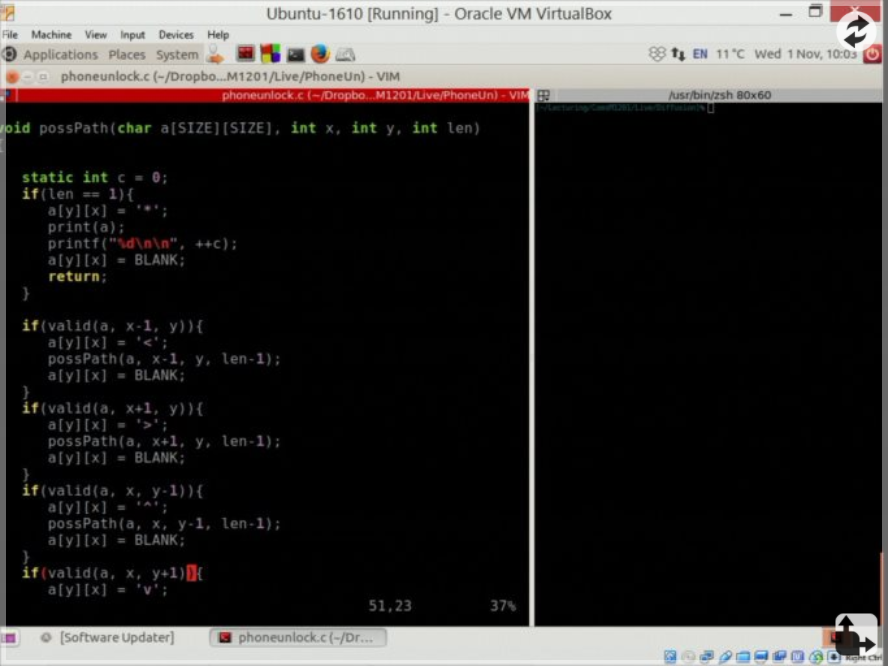 Ubuntu-1610 [Running] - Oracle VM VirtualBox
File Machine View Input Devices Help
Applications Places System EN 11°C Wed 1 Nov, 10:03
phoneunlock.c (~/Dropbo...M1201/Live/PhoneUn) - VIM
phoneunlock.c (~/Dropbo...M1201/Live/PhoneUn) - VIM
/usr/bin/zsh 80x60
void possPath(char a[SIZE][SIZE], int x, int y, int len)
{
static int c = 0;
if(len == 1){
a[y][x] = '*';
print(a);
printf("%d\n\n", ++c);
a[y][x] = BLANK;
return;
}
if(valid(a, x-1, y)){
a[y][x] = '<';
possPath(a, x-1, y, len-1);
a[y][x] = BLANK;
}
if(valid(a, x+1, y)){
a[y][x] = '>';
possPath(a, x+1, y, len-1);
a[y][x] = BLANK;
}
if(valid(a, x, y-1)){
a[y][x] = '^';
possPath(a, x, y-1, len-1);
a[y][x] = BLANK;
}
if(valid(a, x, y+1)){
a[y][x] = 'v';
51,23 37%
[Software Updater] phoneunlock.c (~/Dr...
Right Ctrl